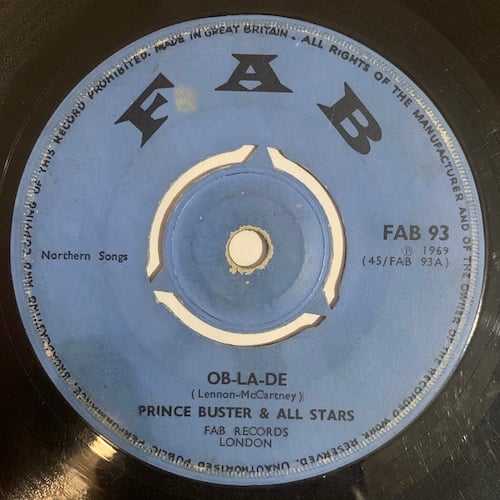 ALL RIGHTS OF THE MANUFACTURER AND OF THE OWNER OF THE RECORDED WORK RESERVED. UNAUTHORISED PUBLIC PERFORMANCE, BROADCASTING AND COPYING OF THIS RECORD PROHIBITED. MADE IN GREAT BRITAIN -
FAB
FAB 93
Ⓟ 1969
(45/FAB 93A)
Northern Songs
OB-LA-DE
(Lennon-McCartney)
PRINCE BUSTER & ALL STARS
FAB RECORDS
LONDON